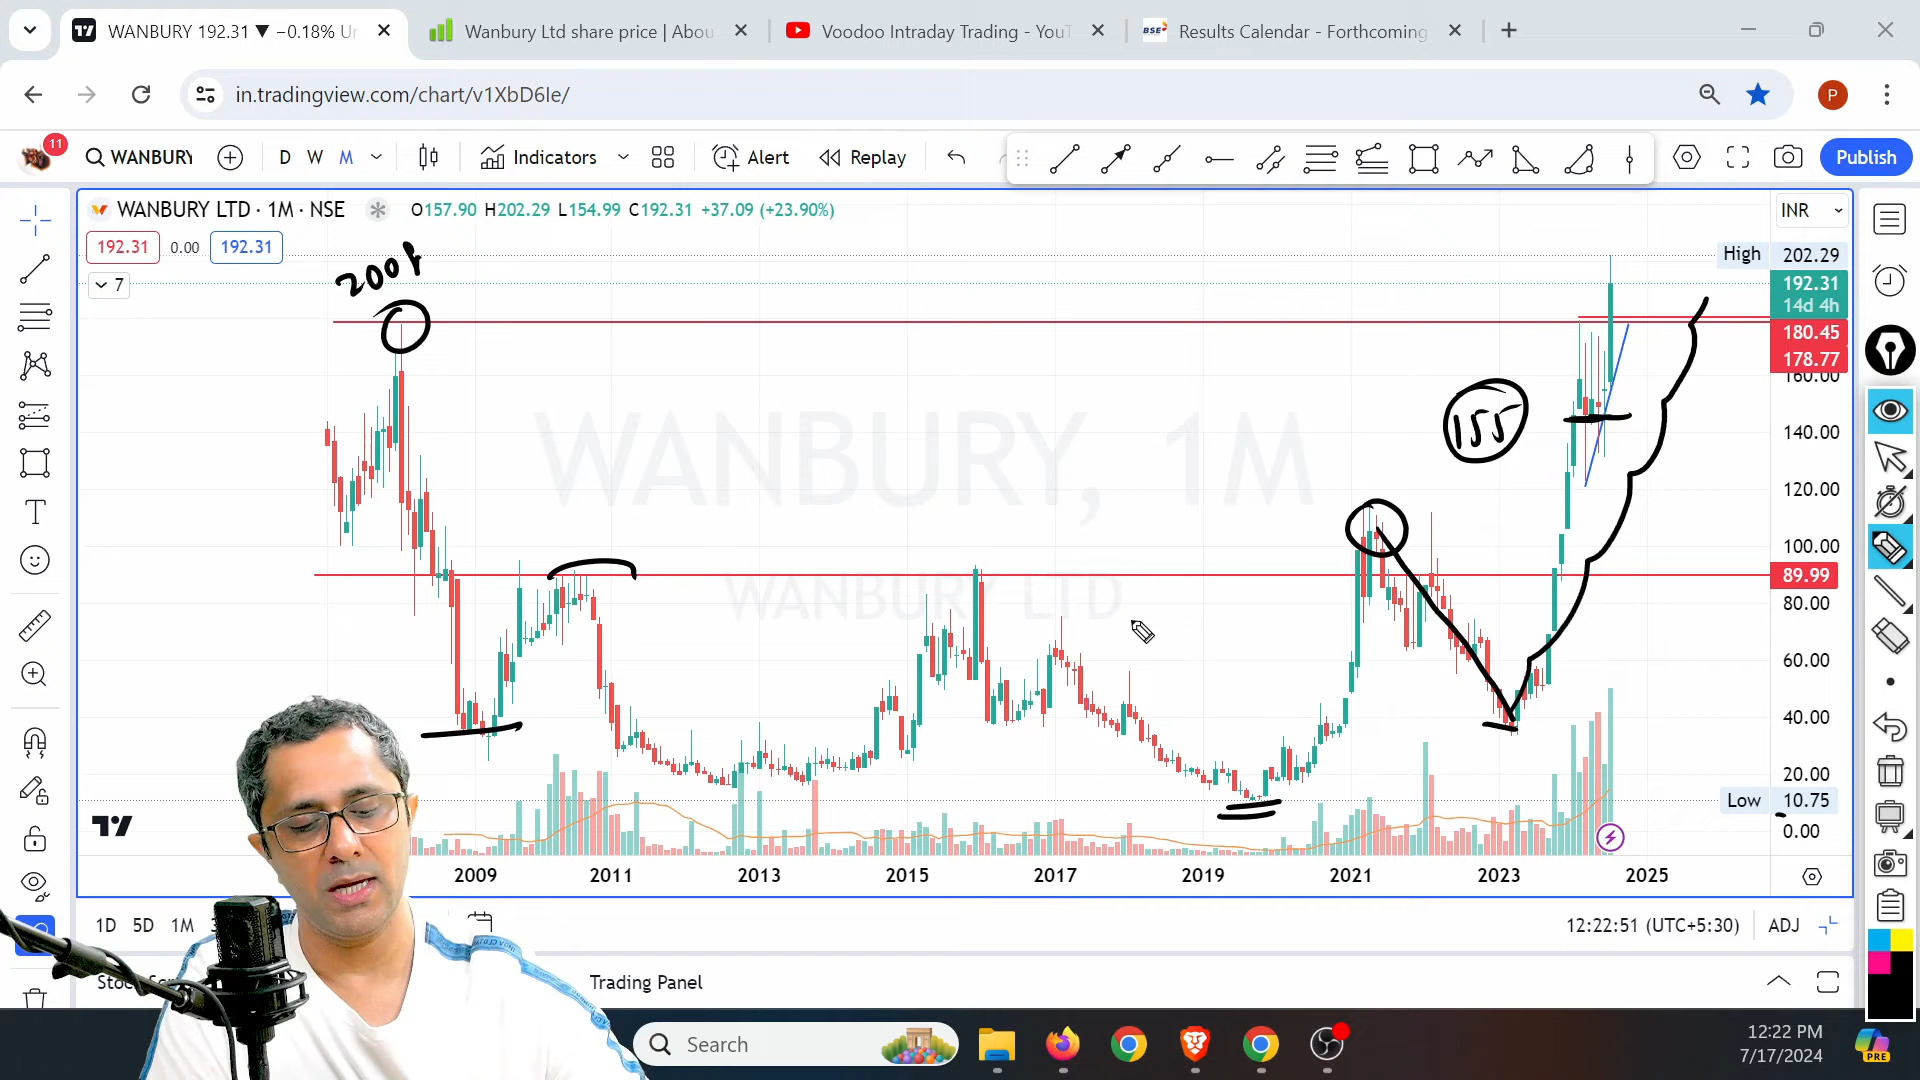 WANBURY 192.31 ▼ −0.18% Ur
Wanbury Ltd share price | Abou
Voodoo Intraday Trading - YouT
BSE
Results Calendar - Forthcoming
in.tradingview.com/chart/v1XbD6Ie/
P
11
WANBURY
D W M
Indicators
Alert
Replay
Publish
WANBURY LTD · 1M · NSE
O157.90 H202.29 L154.99 C192.31 +37.09 (+23.90%)
INR
192.31 0.00 192.31
7
High 202.29
192.31
14d 4h
180.45
178.77
160.00
155
140.00
120.00
100.00
89.99
80.00
60.00
40.00
20.00
Low 10.75
0.00
WANBURY, 1M
WANBURY LTD
2009 2011 2013 2015 2017 2019 2021 2023 2025
1D 5D 1M
12:22:51 (UTC+5:30) ADJ
Trading Panel
Search
12:22 PM
7/17/2024
PRE